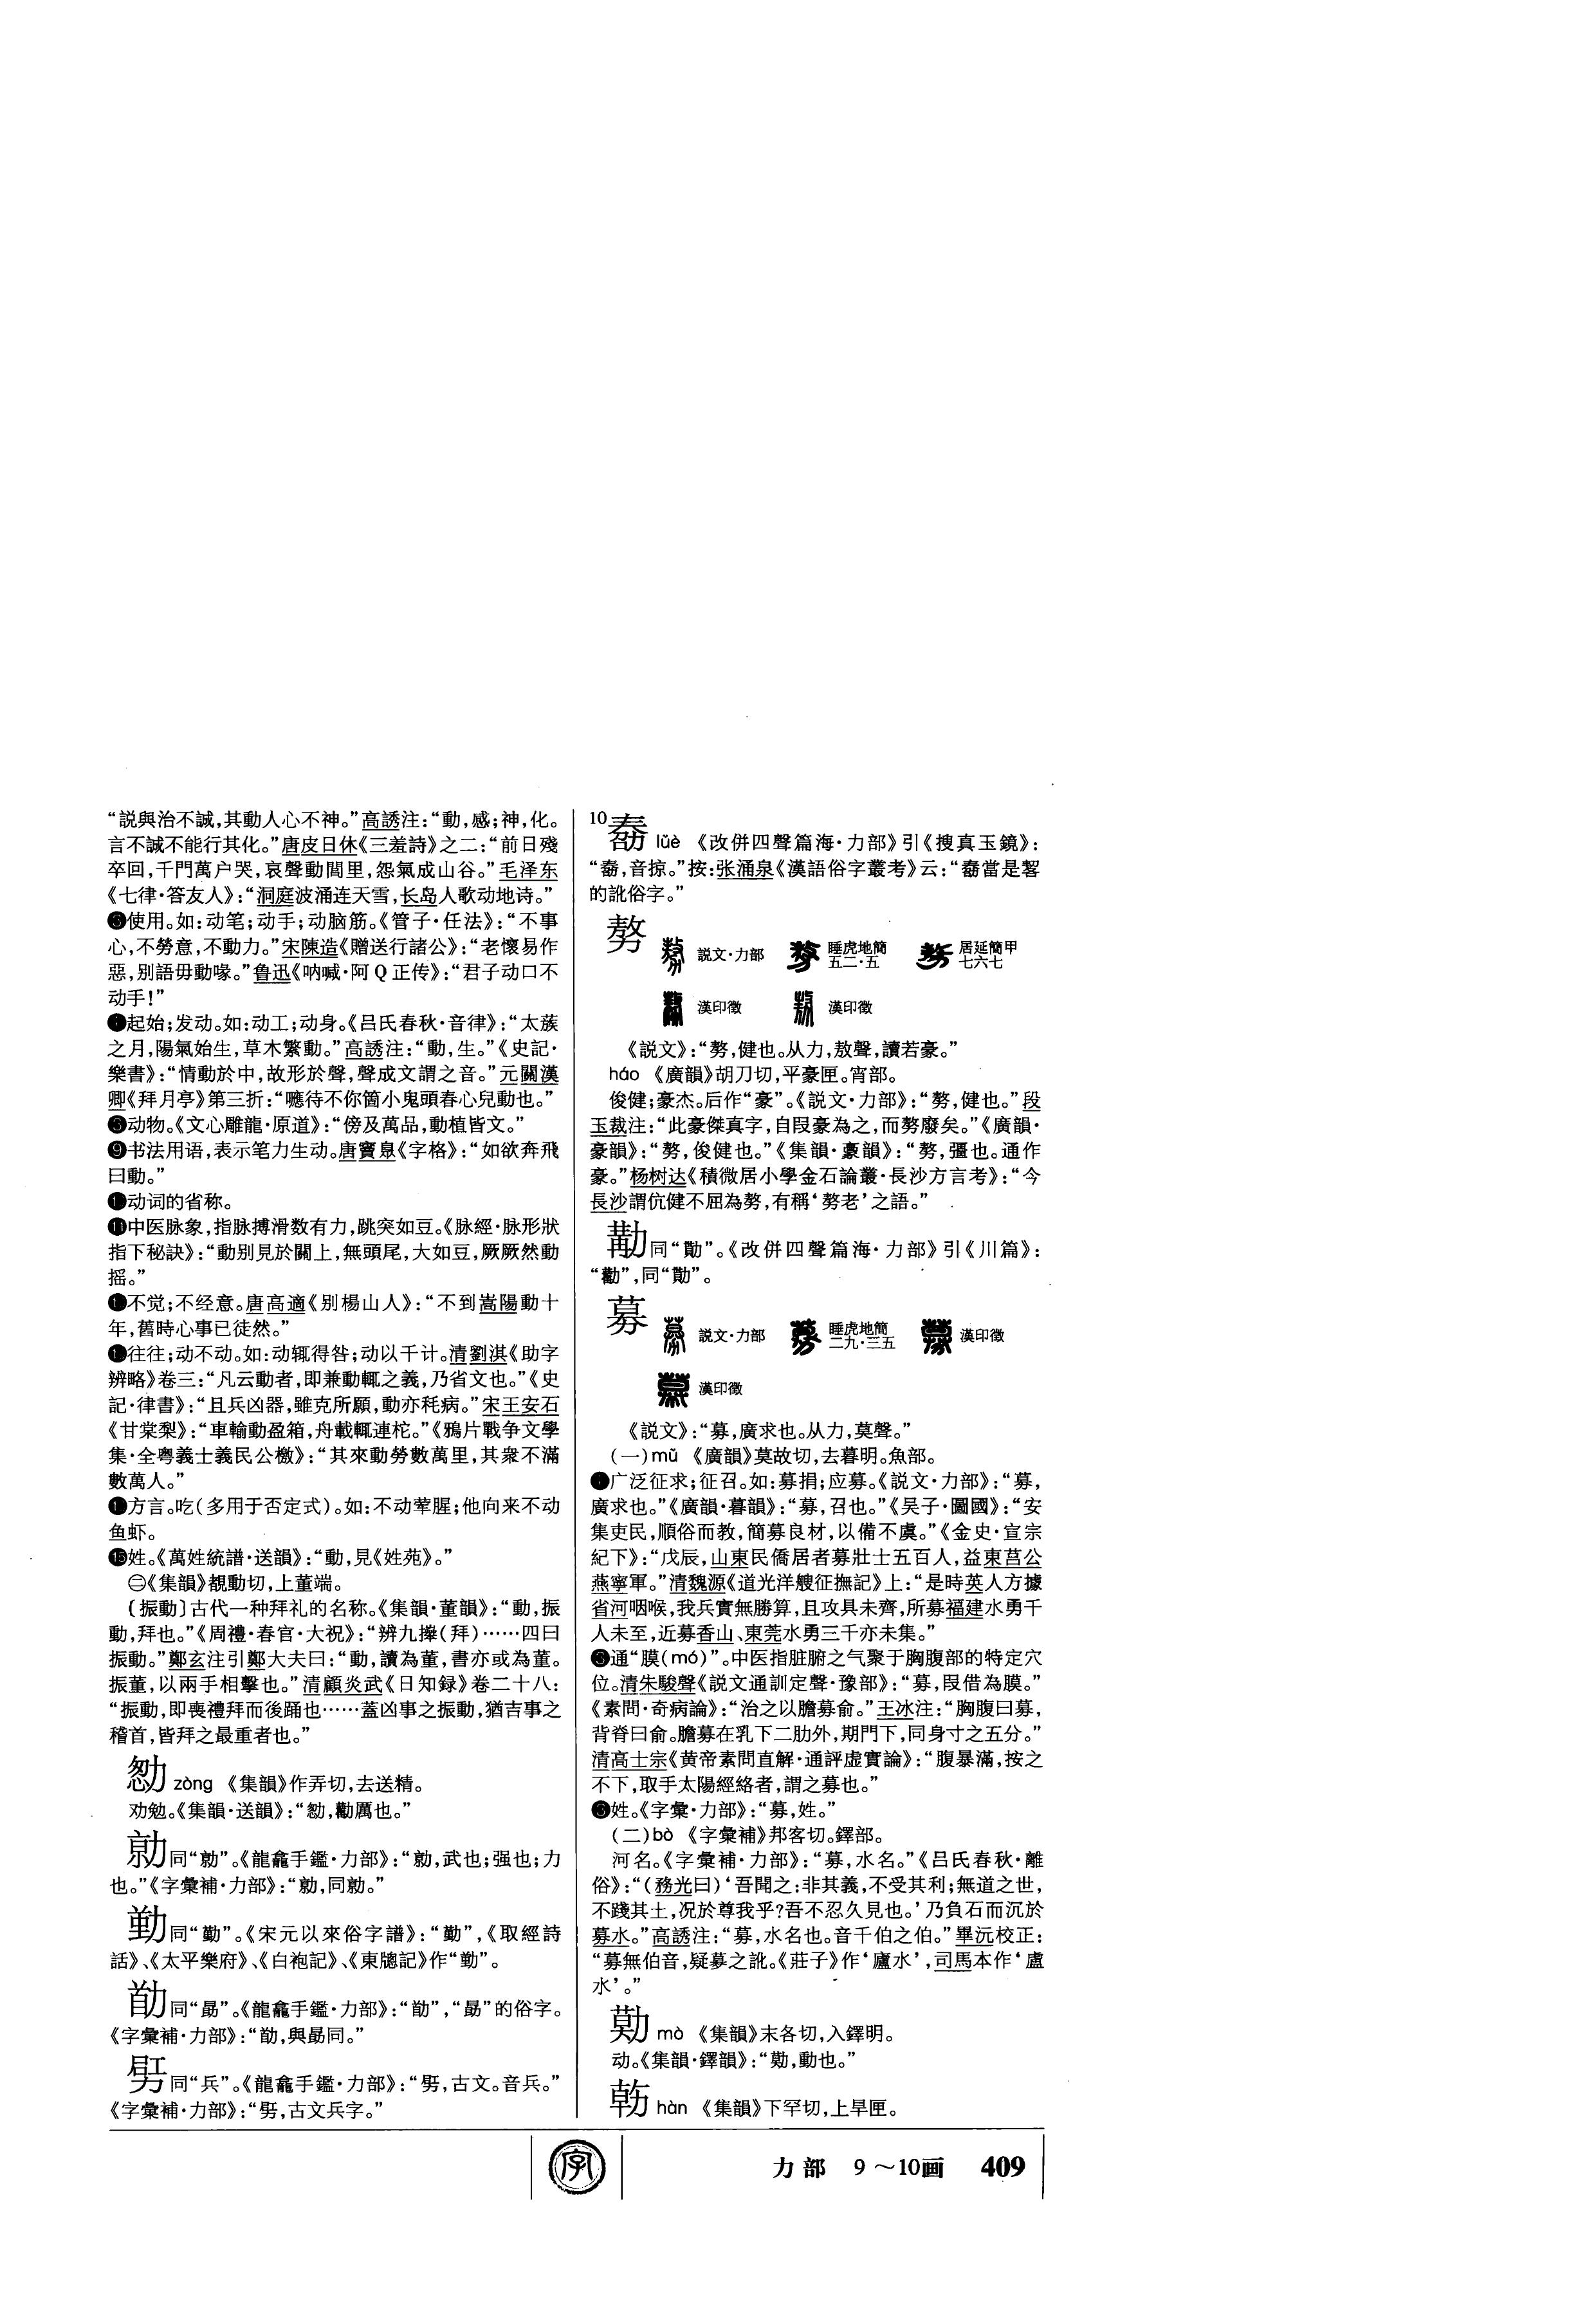 “説與治不誠,其動人心不神。”高誘注:“動,感;神,化。
言不誠不能行其化。”唐皮日休《三羞詩》之二:“前日殘
卒回,千門萬户哭,哀聲動閭里,怨氣成山谷。”毛泽东
《七律·答友人》:“洞庭波涌连天雪,长岛人歌动地诗。”
使用。如:动笔;动手;动脑筋。《管子·任法》:“不事
心,不勞意,不動力。”宋陳造《贈送行諸公》:“老懷易作
惡,别語毋動喙。”鲁迅《呐喊·阿Q正传》:“君子动口不
动手!”
起始;发动。如:动工;动身。《吕氏春秋·音律》:“太蔟
之月,陽氣始生,草木繁動。”高誘注:“動,生。”《史記·
樂書》:“情動於中,故形於聲,聲成文謂之音。”元關漢
卿《拜月亭》第三折:“噟待不你箇小鬼頭春心兒動也。”
动物。《文心雕龍·原道》:“傍及萬品,動植皆文。”
❾书法用语,表示笔力生动。唐竇臮《字格》:“如欲奔飛
曰動。”
动词的省称。
⓫中医脉象,指脉搏滑数有力,跳突如豆。《脉經·脉形狀
指下秘訣》:“動别見於關上,無頭尾,大如豆,厥厥然動
摇。”
不觉;不经意。唐高適《别楊山人》:“不到嵩陽動十
年,舊時心事已徒然。”
往往;动不动。如:动辄得咎;动以千计。清劉淇《助字
辨略》卷三:“凡云動者,即兼動輒之義,乃省文也。”《史
記·律書》:“且兵凶器,雖克所願,動亦秏病。”宋王安石
《甘棠梨》:“車輸動盈箱,舟載輒連柁。”《鴉片戰争文學
集·全粤義士義民公檄》:“其來動勞數萬里,其衆不滿
數萬人。”
方言。吃(多用于否定式)。如:不动荤腥;他向来不动
鱼虾。
⓯姓。《萬姓統譜·送韻》:“動,見《姓苑》。”
㊁《集韻》覩動切,上董端。
〔振動〕古代一种拜礼的名称。《集韻·董韻》:“動,振
動,拜也。”《周禮·春官·大祝》:“辨九㩪(拜)……四曰
振動。”鄭玄注引鄭大夫曰:“動,讀為董,書亦或為董。
振董,以兩手相擊也。”清顧炎武《日知録》卷二十八:
“振動,即喪禮拜而後踊也……蓋凶事之振動,猶吉事之
稽首,皆拜之最重者也。”
zòng 《集韻》作弄切,去送精。
劝勉。《集韻·送韻》:“,勸厲也。”
同“勍”。《龍龕手鑑·力部》:“,武也;强也;力
也。”《字彙補·力部》:“,同勍。”
同“勤”。《宋元以來俗字譜》:“勤”,《取經詩
話》、《太平樂府》、《白袍記》、《東牕記》作“”。
同“勗”。《龍龕手鑑·力部》:“”,“勗”的俗字。
《字彙補·力部》:“,與勗同。”
同“兵”。《龍龕手鑑·力部》:“,古文。音兵。”
《字彙補·力部》:“,古文兵字。”
10 lüè 《改併四聲篇海·力部》引《搜真玉鏡》:
“,音掠。”按:张涌泉《漢語俗字叢考》云:“當是䂮
的訛俗字。”
勢 説文·力部 睡虎地簡五二·五 居延簡甲七六七
漢印徵 漢印徵
《説文》:“勢,健也。从力,敖聲,讀若豪。”
háo 《廣韻》胡刀切,平豪匣。宵部。
俊健;豪杰。后作“豪”。《説文·力部》:“,健也。”段
玉裁注:“此豪傑真字,自叚豪為之,而廢矣。”《廣韻·
豪韻》:“,俊健也。”《集韻·豪韻》:“,彊也。通作
豪。”杨树达《積微居小學金石論叢·長沙方言考》:“今
長沙謂伉健不屈為,有稱‘老’之語。”
同“勩”。《改併四聲篇海·力部》引《川篇》:
“”,同“勩”。
募 説文·力部 睡虎地簡二九·三五 漢印徵
漢印徵
《説文》:“募,廣求也。从力,莫聲。”
(一)mù 《廣韻》莫故切,去暮明。魚部。
广泛征求;征召。如:募捐;应募。《説文·力部》:“募,
廣求也。”《廣韻·暮韻》:“募,召也。”《吴子·圖國》:“安
集吏民,順俗而教,簡募良材,以備不虞。”《金史·宣宗
紀下》:“戊辰,山東民僑居者募壯士五百人,益東莒公
燕寧軍。”清魏源《道光洋艘征撫記》上:“是時英人方據
省河咽喉,我兵實無勝算,且攻具未齊,所募福建水勇千
人未至,近募香山、東莞水勇三千亦未集。”
通“膜(mó)”。中医指脏腑之气聚于胸腹部的特定穴
位。清朱駿聲《説文通訓定聲·豫部》:“募,叚借為膜。”
《素問·奇病論》:“治之以膽募俞。”王冰注:“胸腹曰募,
背脊曰俞。膽募在乳下二肋外,期門下,同身寸之五分。”
清高士宗《黄帝素問直解·通評虚實論》:“腹暴滿,按之
不下,取手太陽經絡者,謂之募也。”
❸姓。《字彙·力部》:“募,姓。”
(二)bò 《字彙補》邦客切。鐸部。
河名。《字彙補·力部》:“募,水名。”《吕氏春秋·離
俗》:“(務光曰)‘吾聞之:非其義,不受其利;無道之世,
不踐其土,况於尊我乎?吾不忍久見也。’乃負石而沉於
募水。”高誘注:“募,水名也。音千伯之伯。”畢沅校正:
“募無伯音,疑募之訛。《莊子》作‘廬水’,司馬本作‘盧
水’。”
mò 《集韻》末各切,入鐸明。
动。《集韻·鐸韻》:“,動也。”
hàn 《集韻》下罕切,上旱匣。
字
力部 9～10画 409